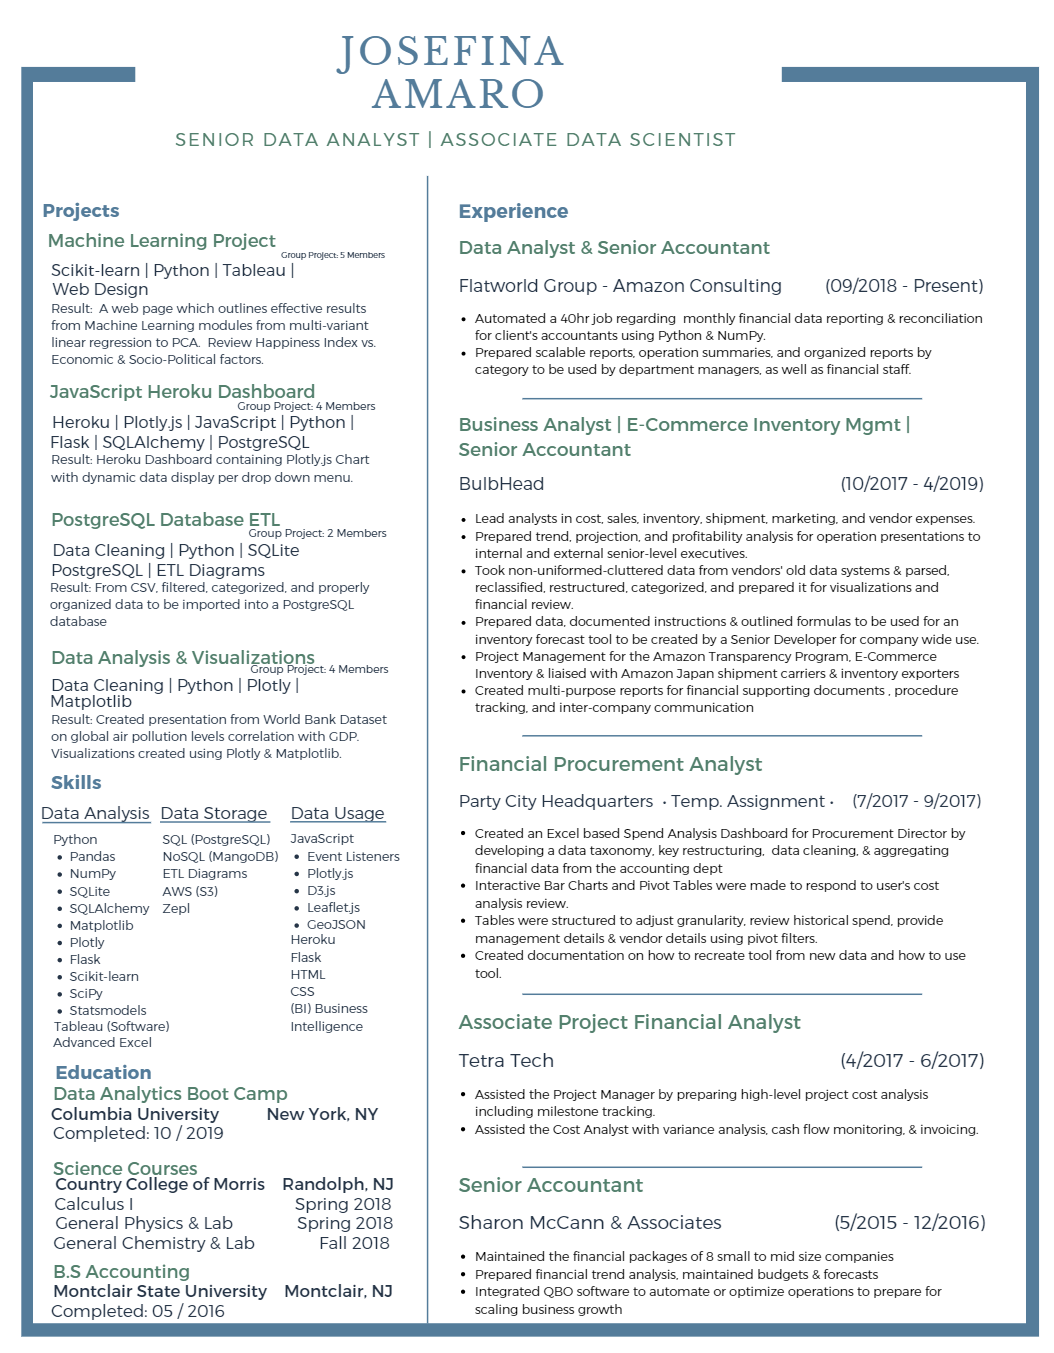 JOSEFINA
AMARO
SENIOR DATA ANALYST | ASSOCIATE DATA SCIENTIST
Projects
Machine Learning Project
Group Project: 5 Members
Scikit-learn | Python | Tableau |
Web Design
Result: A web page which outlines effective results
from Machine Learning modules from multi-variant
linear regression to PCA. Review Happiness Index vs.
Economic & Socio-Political factors.
JavaScript Heroku Dashboard
Group Project: 4 Members
Heroku | Plotly.js | JavaScript | Python |
Flask | SQLAlchemy | PostgreSQL
Result: Heroku Dashboard containing Plotly.js Chart
with dynamic data display per drop down menu.
PostgreSQL Database ETL
Group Project: 2 Members
Data Cleaning | Python | SQLite
PostgreSQL | ETL Diagrams
Result: From CSV, filtered, categorized, and properly
organized data to be imported into a PostgreSQL
database
Data Analysis & Visualizations
Group Project: 4 Members
Data Cleaning | Python | Plotly |
Matplotlib
Result: Created presentation from World Bank Dataset
on global air pollution levels correlation with GDP.
Visualizations created using Plotly & Matplotlib.
Skills
Data Analysis
Python
• Pandas
• NumPy
• SQLite
• SQLAlchemy
• Matplotlib
• Plotly
• Flask
• Scikit-learn
• SciPy
• Statsmodels
Tableau (Software)
Advanced Excel
Data Storage
SQL (PostgreSQL)
NoSQL (MangoDB)
ETL Diagrams
AWS (S3)
Zepl
Data Usage
JavaScript
• Event Listeners
• Plotly.js
• D3.js
• Leaflet.js
• GeoJSON
Heroku
Flask
HTML
CSS
(BI) Business
Intelligence
Education
Data Analytics Boot Camp
Columbia University New York, NY
Completed: 10 / 2019
Science Courses
Country College of Morris Randolph, NJ
Calculus I Spring 2018
General Physics & Lab Spring 2018
General Chemistry & Lab Fall 2018
B.S Accounting
Montclair State University Montclair, NJ
Completed: 05 / 2016
Experience
Data Analyst & Senior Accountant
Flatworld Group - Amazon Consulting (09/2018 - Present)
• Automated a 40hr job regarding monthly financial data reporting & reconciliation
for client's accountants using Python & NumPy.
• Prepared scalable reports, operation summaries, and organized reports by
category to be used by department managers, as well as financial staff.
Business Analyst | E-Commerce Inventory Mgmt |
Senior Accountant
BulbHead (10/2017 - 4/2019)
• Lead analysts in cost, sales, inventory, shipment, marketing, and vendor expenses.
• Prepared trend, projection, and profitability analysis for operation presentations to
internal and external senior-level executives.
• Took non-uniformed-cluttered data from vendors' old data systems & parsed,
reclassified, restructured, categorized, and prepared it for visualizations and
financial review.
• Prepared data, documented instructions & outlined formulas to be used for an
inventory forecast tool to be created by a Senior Developer for company wide use.
• Project Management for the Amazon Transparency Program, E-Commerce
Inventory & liaised with Amazon Japan shipment carriers & inventory exporters
• Created multi-purpose reports for financial supporting documents , procedure
tracking, and inter-company communication
Financial Procurement Analyst
Party City Headquarters • Temp. Assignment • (7/2017 - 9/2017)
• Created an Excel based Spend Analysis Dashboard for Procurement Director by
developing a data taxonomy, key restructuring, data cleaning, & aggregating
financial data from the accounting dept
• Interactive Bar Charts and Pivot Tables were made to respond to user's cost
analysis review.
• Tables were structured to adjust granularity, review historical spend, provide
management details & vendor details using pivot filters.
• Created documentation on how to recreate tool from new data and how to use
tool.
Associate Project Financial Analyst
Tetra Tech (4/2017 - 6/2017)
• Assisted the Project Manager by preparing high-level project cost analysis
including milestone tracking.
• Assisted the Cost Analyst with variance analysis, cash flow monitoring, & invoicing.
Senior Accountant
Sharon McCann & Associates (5/2015 - 12/2016)
• Maintained the financial packages of 8 small to mid size companies
• Prepared financial trend analysis, maintained budgets & forecasts
• Integrated QBO software to automate or optimize operations to prepare for
scaling business growth